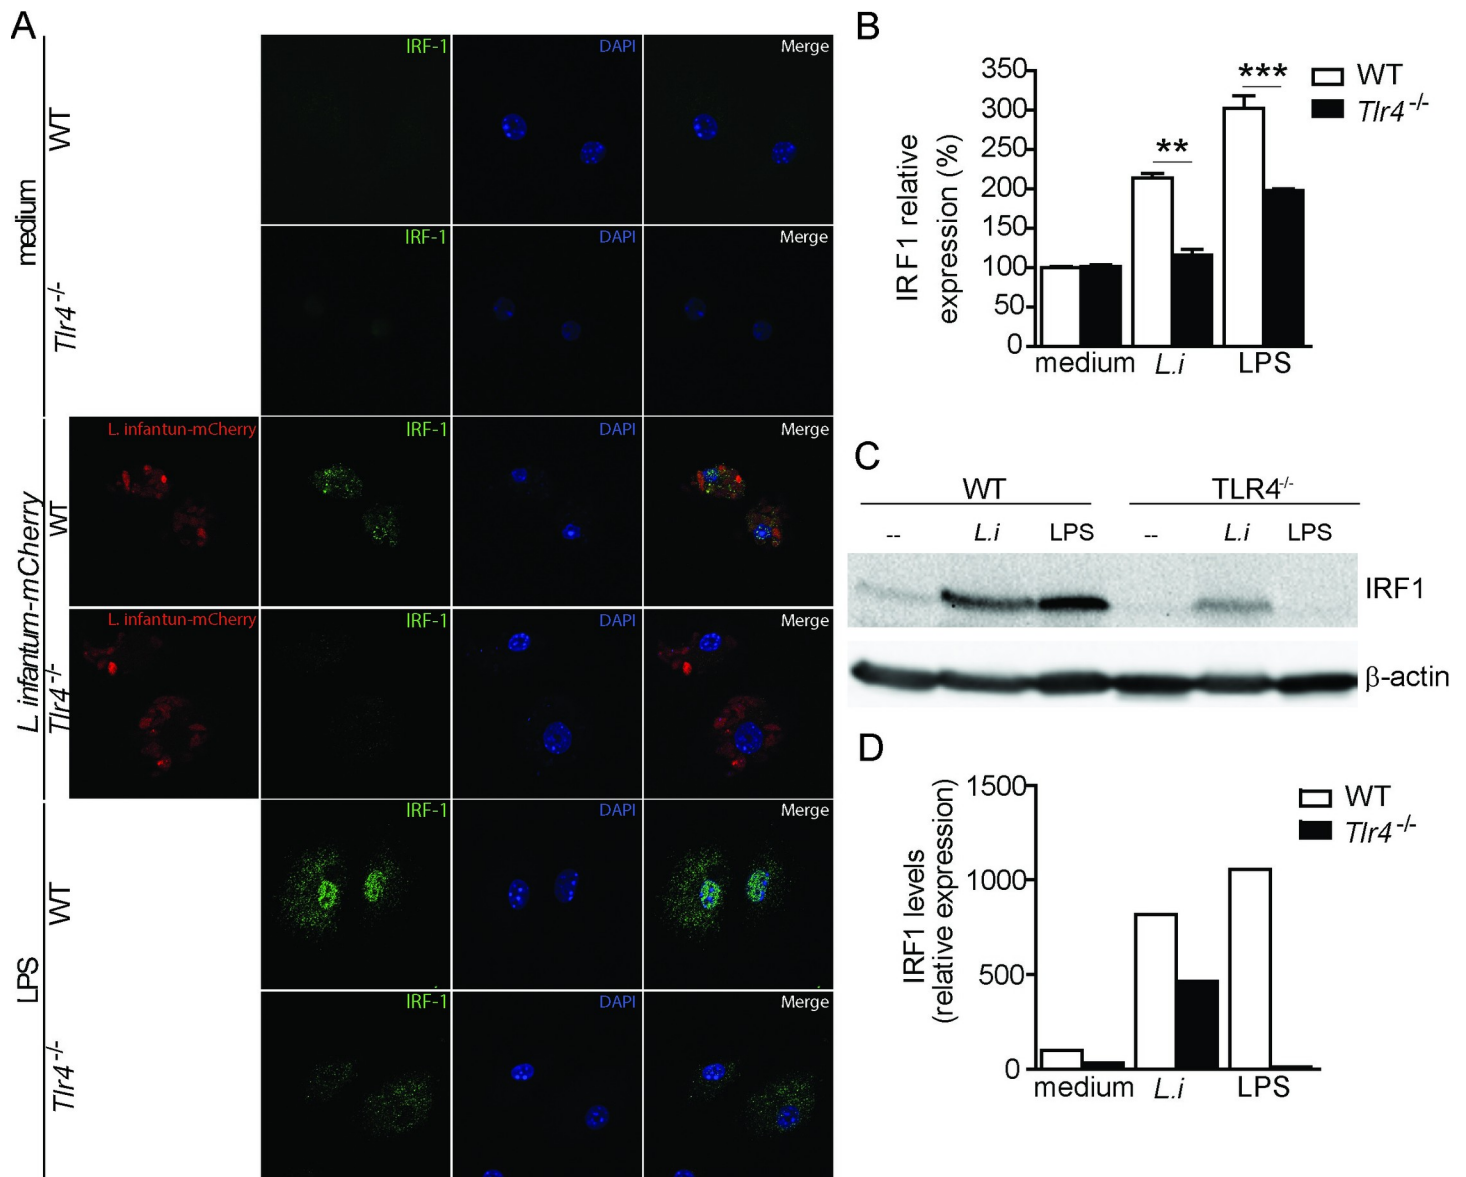 A
medium
WT
IRF-1
DAPI
Merge
Tlr4-/-
IRF-1
DAPI
Merge
L infantum-mCherry
WT
L. infantun-mCherry
IRF-1
DAPI
Merge
Tlr4-/-
L. infantum-mCherry
IRF-1
DAPI
Merge
LPS
WT
IRF-1
DAPI
Merge
Tlr4-/-
IRF-1
DAPI
Merge
B
IRF1 relative
expression (%)
350
300
250
200
150
100
50
0
** 
***
WT
Tlr4-/-
medium L.i LPS
C
WT TLR4-/-
-- L.i LPS -- L.i LPS
IRF1
β-actin
D
IRF1 levels
(relative expression)
1500
1000
500
0
WT
Tlr4-/-
medium L.i LPS